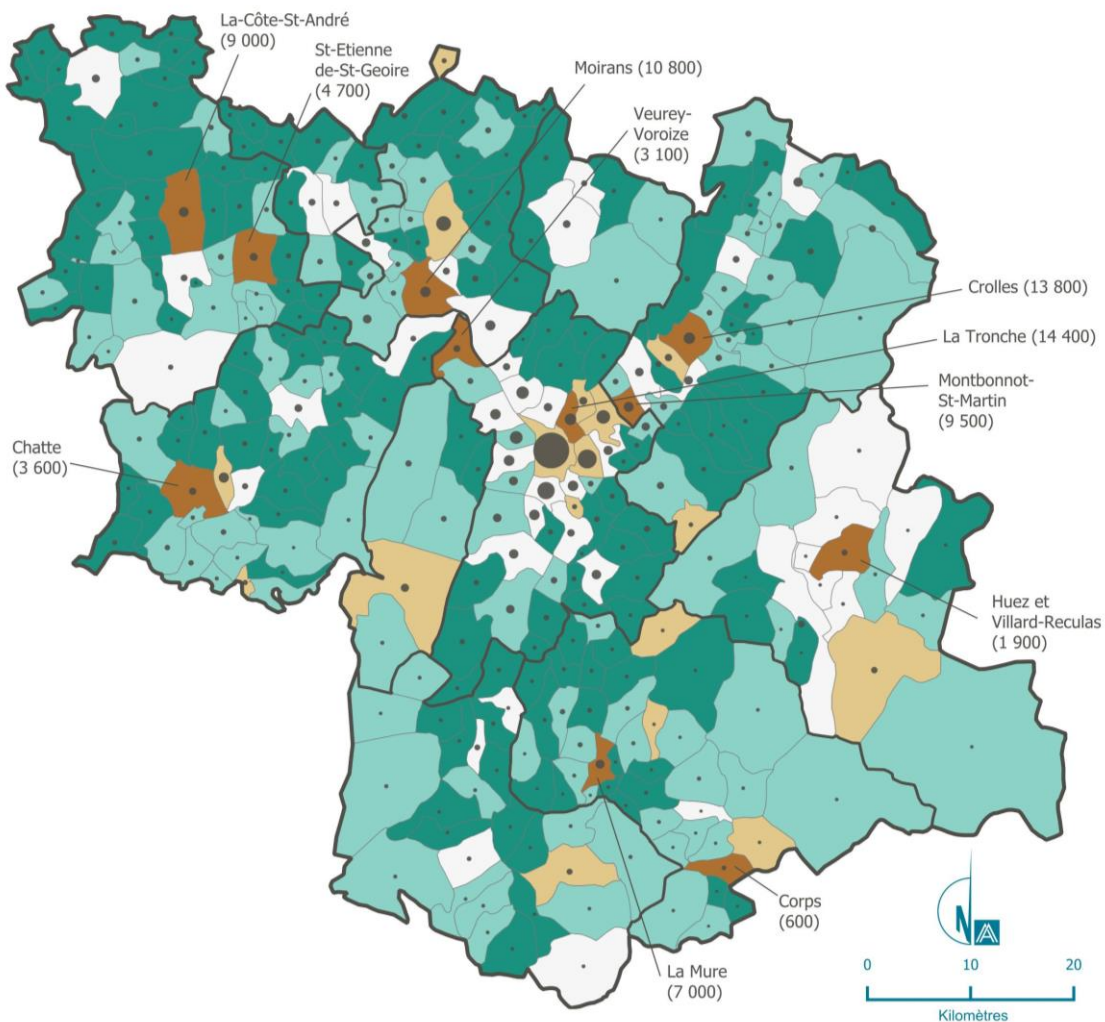 La-Côte-St-André
(9 000)
St-Etienne
de-St-Geoire
(4 700)
Moirans (10 800)
Veurey-
Voroize
(3 100)
Crolles (13 800)
La Tronche (14 400)
Montbonnot-
St-Martin
(9 500)
Chatte
(3 600)
Huez et
Villard-Reculas
(1 900)
Corps
(600)
La Mure
(7 000)
N
0 10 20
Kilomètres